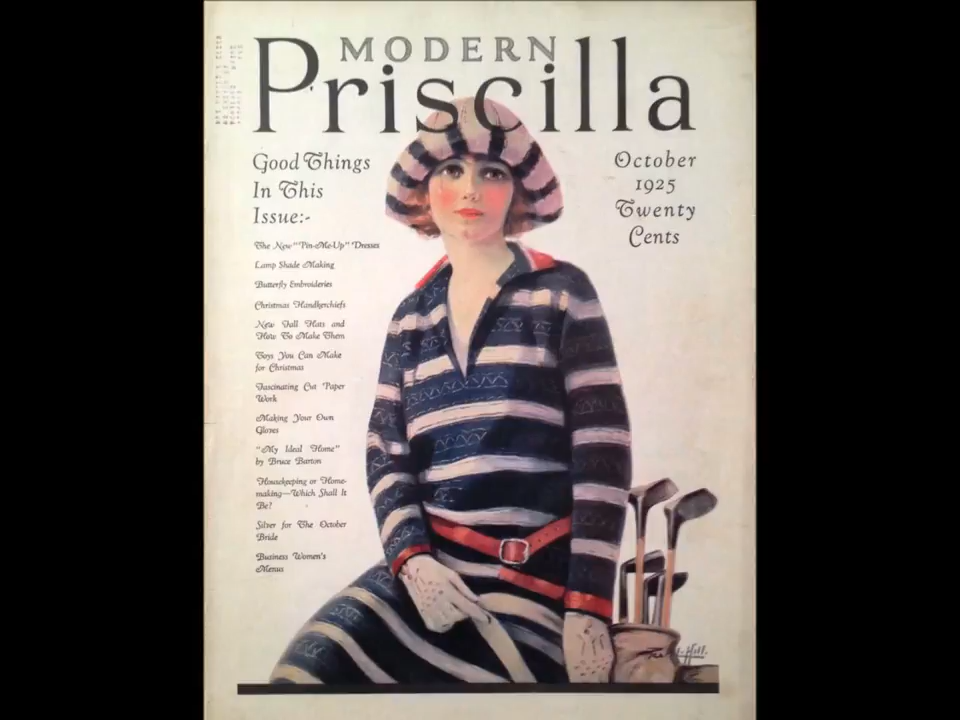 MODERN
Priscilla
Good Things
In This
Issue:-
October
1925
Twenty
Cents
The New "Pin-Me-Up" Dresses
Lamp Shade Making
Butterfly Embroideries
Christmas Handkerchiefs
New Fall Hats and
How To Make Them
Toys You Can Make
for Christmas
Fascinating Cut Paper
Work
Making Your Own
Gloves
"My Ideal Home"
by Bruce Barton
Housekeeping or Home-
making—Which Shall It
Be?
Silver for The October
Bride
Business Women's
Menus
Hill.